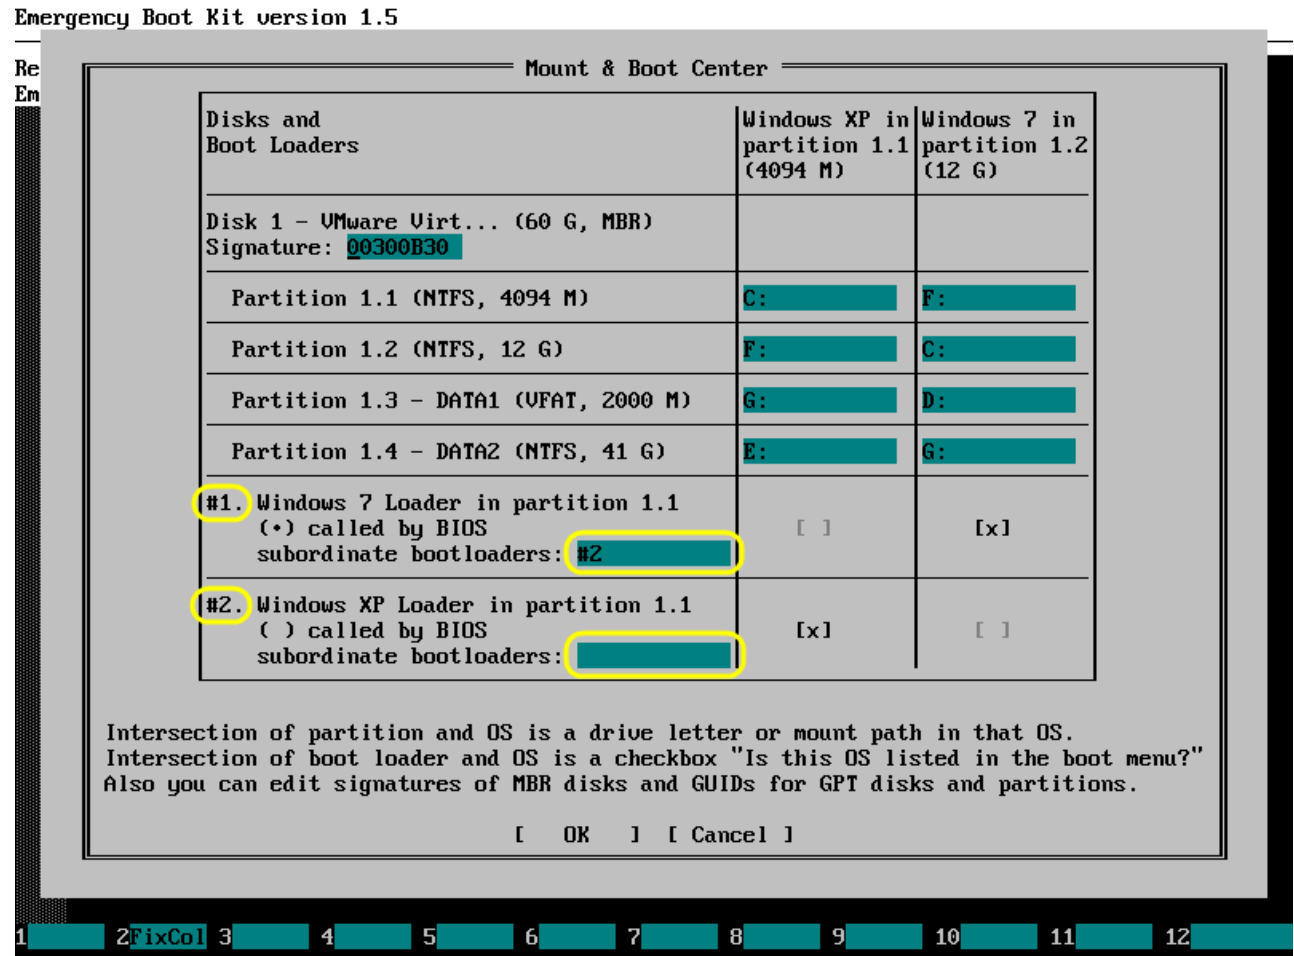 Emergency Boot Kit version 1.5
Re
Em
Mount & Boot Center
Disks and
Boot Loaders
Windows XP in
partition 1.1
(4094 M)
Windows 7 in
partition 1.2
(12 G)
Disk 1 - VMware Virt... (60 G, MBR)
Signature: 00300B30
Partition 1.1 (NTFS, 4094 M) C: F:
Partition 1.2 (NTFS, 12 G) F: C:
Partition 1.3 - DATA1 (VFAT, 2000 M) G: D:
Partition 1.4 - DATA2 (NTFS, 41 G) E: G:
#1. Windows 7 Loader in partition 1.1
(•) called by BIOS [ ] [x]
subordinate bootloaders: #2
#2. Windows XP Loader in partition 1.1
( ) called by BIOS [x] [ ]
subordinate bootloaders:
Intersection of partition and OS is a drive letter or mount path in that OS.
Intersection of boot loader and OS is a checkbox "Is this OS listed in the boot menu?"
Also you can edit signatures of MBR disks and GUIDs for GPT disks and partitions.
[ OK ] [ Cancel ]
1 2FixCol 3 4 5 6 7 8 9 10 11 12